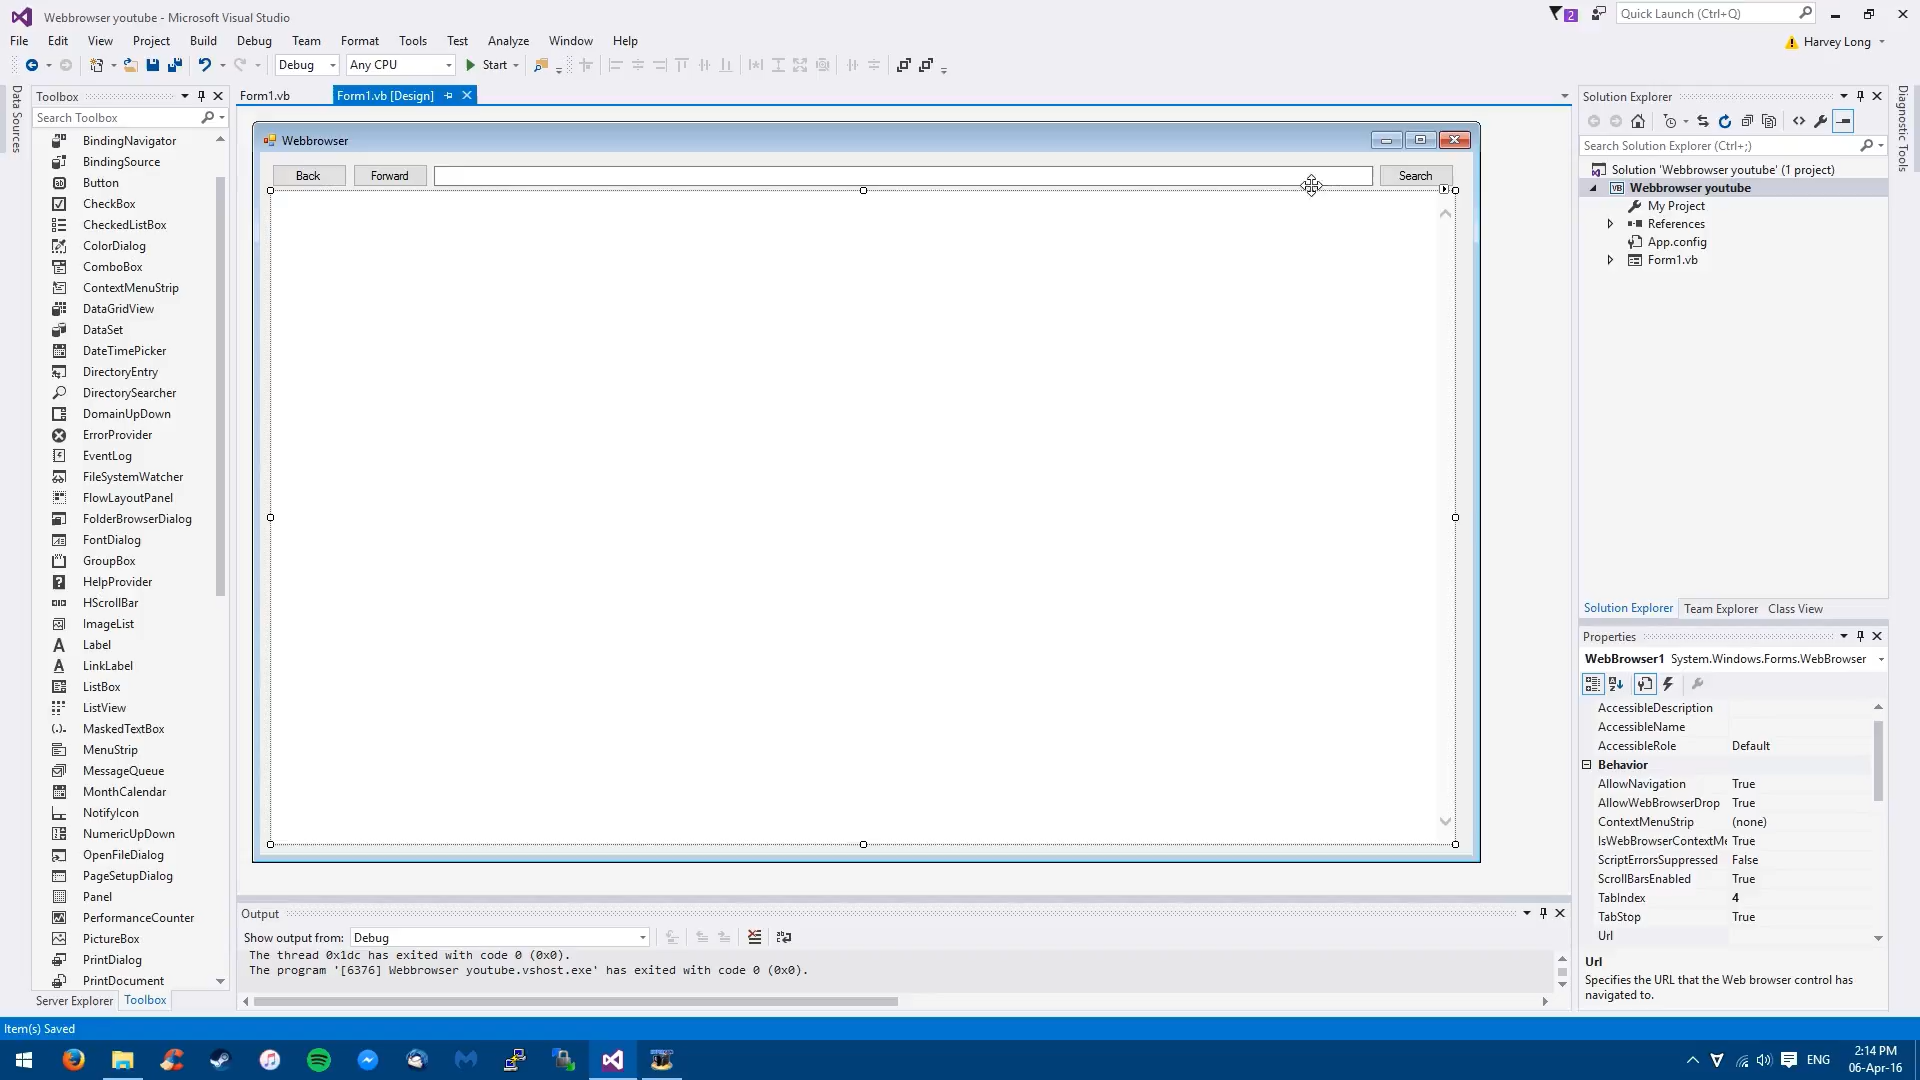 Webbrowser youtube - Microsoft Visual Studio
2
Quick Launch (Ctrl+Q)
File Edit View Project Build Debug Team Format Tools Test Analyze Window Help
Harvey Long
Debug Any CPU Start
Data Sources
Toolbox
Search Toolbox
BindingNavigator
BindingSource
Button
CheckBox
CheckedListBox
ColorDialog
ComboBox
ContextMenuStrip
DataGridView
DataSet
DateTimePicker
DirectoryEntry
DirectorySearcher
DomainUpDown
ErrorProvider
EventLog
FileSystemWatcher
FlowLayoutPanel
FolderBrowserDialog
FontDialog
GroupBox
HelpProvider
HScrollBar
ImageList
Label
LinkLabel
ListBox
ListView
MaskedTextBox
MenuStrip
MessageQueue
MonthCalendar
NotifyIcon
NumericUpDown
OpenFileDialog
PageSetupDialog
Panel
PerformanceCounter
PictureBox
PrintDialog
PrintDocument
Server Explorer Toolbox
Form1.vb Form1.vb [Design]
Webbrowser
Back Forward Search
Output
Show output from: Debug
The thread 0x1dc has exited with code 0 (0x0).
The program '[6376] Webbrowser youtube.vshost.exe' has exited with code 0 (0x0).
Solution Explorer
Search Solution Explorer (Ctrl+;)
Solution 'Webbrowser youtube' (1 project)
VB Webbrowser youtube
My Project
References
App.config
Form1.vb
Solution Explorer Team Explorer Class View
Properties
WebBrowser1 System.Windows.Forms.WebBrowser
AccessibleDescription
AccessibleName
AccessibleRole Default
Behavior
AllowNavigation True
AllowWebBrowserDrop True
ContextMenuStrip (none)
IsWebBrowserContextMe True
ScriptErrorsSuppressed False
ScrollBarsEnabled True
TabIndex 4
TabStop True
Url
Url
Specifies the URL that the Web browser control has
navigated to.
Diagnostic Tools
Item(s) Saved
ENG
2:14 PM
06-Apr-16